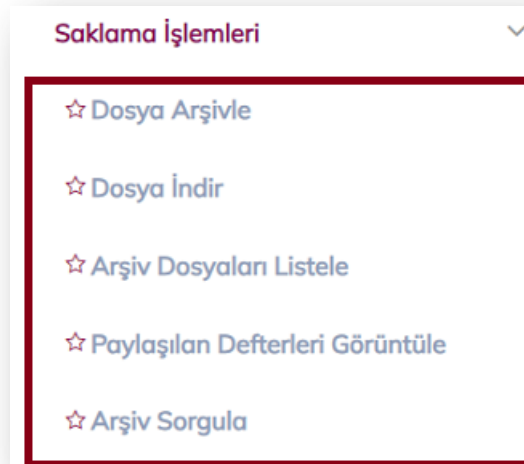 Saklama İşlemleri
Dosya Arşivle
Dosya İndir
Arşiv Dosyaları Listele
Paylaşılan Defterleri Görüntüle
Arşiv Sorgula